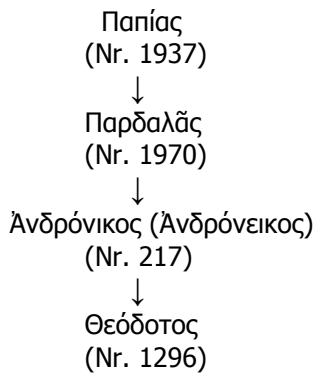 Παπίας
(Nr. 1937)
↓
Παρδαλᾶς
(Nr. 1970)
↓
Ἀνδρόνικος (Ἀνδρόνεικος)
(Nr. 217)
↓
Θεόδοτος
(Nr. 1296)